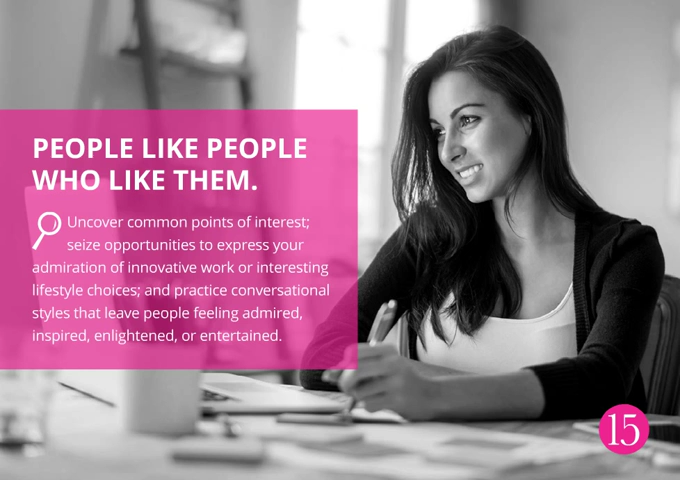 PEOPLE LIKE PEOPLE
WHO LIKE THEM.
Uncover common points of interest;
seize opportunities to express your
admiration of innovative work or interesting
lifestyle choices; and practice conversational
styles that leave people feeling admired,
inspired, enlightened, or entertained.
15